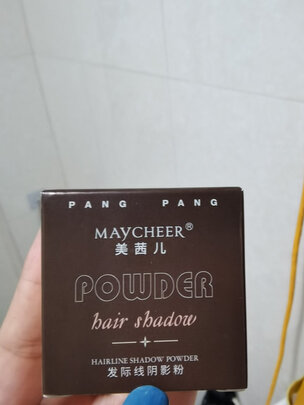 PANG PANG
MAYCHEER®
美茜儿
POWDER
hair shadow
HAIRLINE SHADOW POWDER
发际线阴影粉